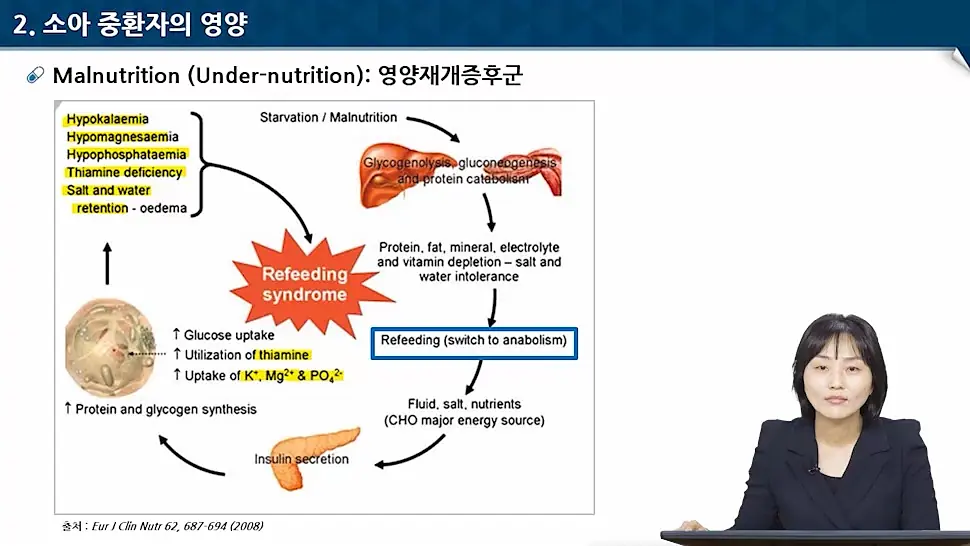 2. 소아 중환자의 영양
Malnutrition (Under-nutrition): 영양재개증후군
Hypokalaemia
Hypomagnesaemia
Hypophosphataemia
Thiamine deficiency
Salt and water
retention - oedema
Starvation / Malnutrition
Glycogenolysis, gluconeogenesis
and protein catabolism
Protein, fat, mineral, electrolyte
and vitamin depletion – salt and
water intolerance
Refeeding
syndrome
Refeeding (switch to anabolism)
↑ Glucose uptake
↑ Utilization of thiamine
↑ Uptake of K⁺, Mg²⁺ & PO₄²⁻
↑ Protein and glycogen synthesis
Fluid, salt, nutrients
(CHO major energy source)
Insulin secretion
출처 : Eur J Clin Nutr 62, 687-694 (2008)